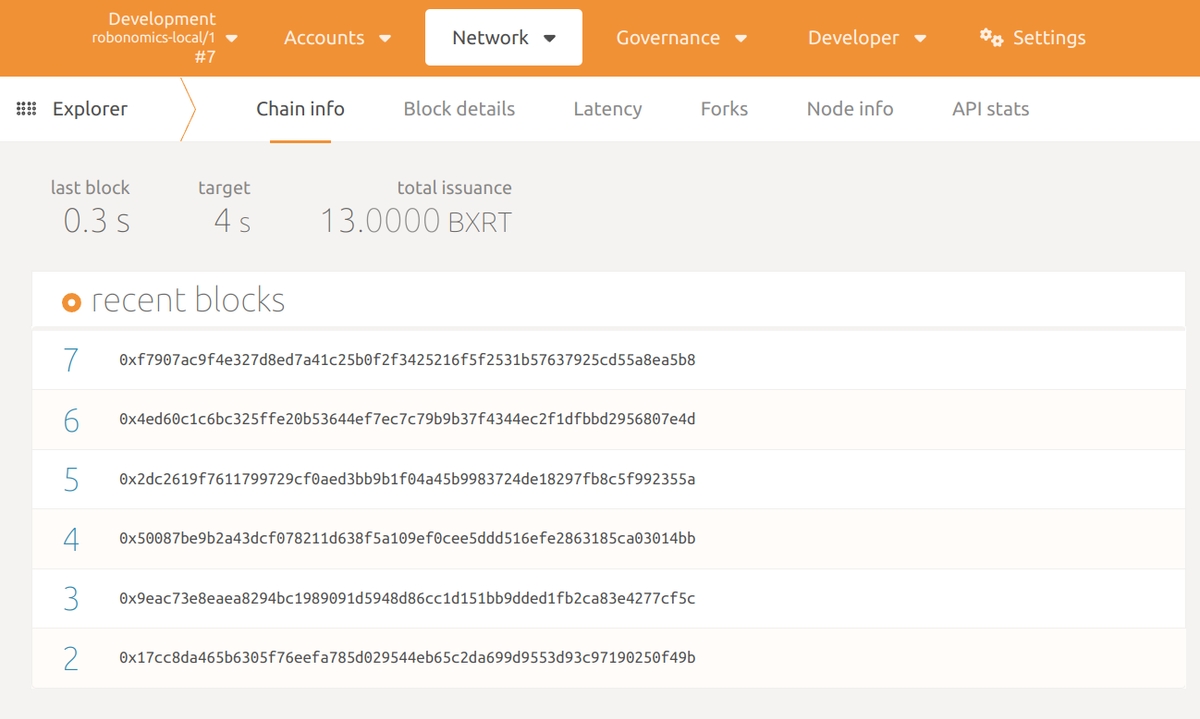 Development
robonomics-local/1
#7
Accounts
Network
Governance
Developer
Settings
Explorer
Chain info
Block details
Latency
Forks
Node info
API stats
last block
0.3 s
target
4 s
total issuance
13.0000 BXRT
recent blocks
7 0xf7907ac9f4e327d8ed7a41c25b0f2f3425216f5f2531b57637925cd55a8ea5b8
6 0x4ed60c1c6bc325ffe20b53644ef7ec7c79b9b37f4344ec2f1dfbbd2956807e4d
5 0x2dc2619f7611799729cf0aed3bb9b1f04a45b9983724de18297fb8c5f992355a
4 0x50087be9b2a43dcf078211d638f5a109ef0cee5ddd516efe2863185ca03014bb
3 0x9eac73e8eaea8294bc1989091d5948d86cc1d151bb9dded1fb2ca83e4277cf5c
2 0x17cc8da465b6305f76eefa785d029544eb65c2da699d9553d93c97190250f49b